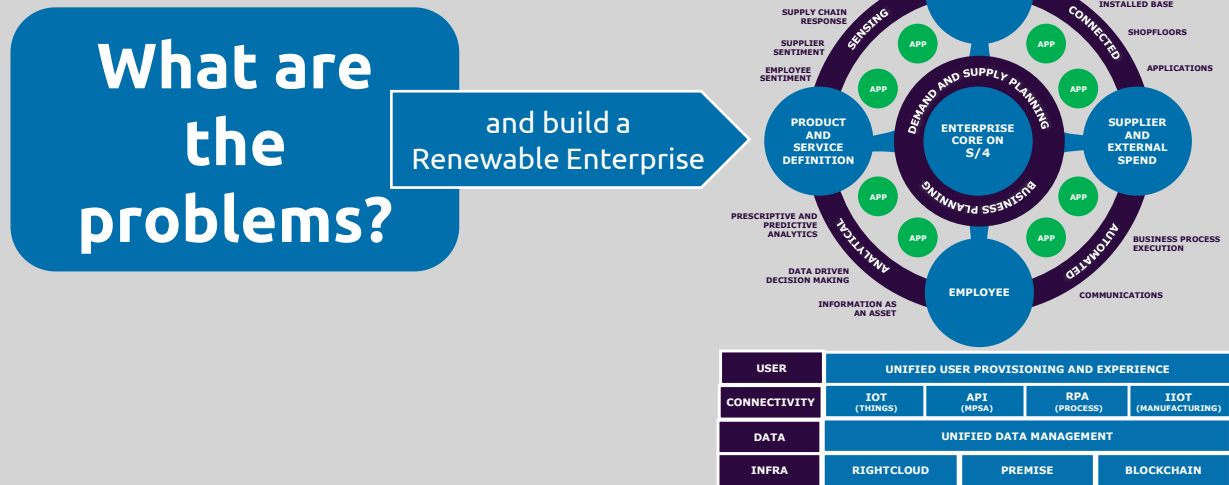 What are
the
problems?
and build a
Renewable Enterprise
INSTALLED BASE
SUPPLY CHAIN
RESPONSE
SENSING
CONNECTED
SHOPFLOORS
SUPPLIER
SENTIMENT
APP
APP
EMPLOYEE
SENTIMENT
APPLICATIONS
APP
APP
DEMAND AND SUPPLY PLANNING
PRODUCT
AND
SERVICE
DEFINITION
ENTERPRISE
CORE ON
S/4
SUPPLIER
AND
EXTERNAL
SPEND
BUSINESS PLANNING
APP
APP
PRESCRIPTIVE AND
PREDICTIVE
ANALYTICS
APP
APP
ANALYTICAL
AUTOMATED
BUSINESS PROCESS
EXECUTION
DATA DRIVEN
DECISION MAKING
EMPLOYEE
COMMUNICATIONS
INFORMATION AS
AN ASSET
USER
UNIFIED USER PROVISIONING AND EXPERIENCE
CONNECTIVITY
IOT
(THINGS)
API
(MPSA)
RPA
(PROCESS)
IIOT
(MANUFACTURING)
DATA
UNIFIED DATA MANAGEMENT
INFRA
RIGHTCLOUD
PREMISE
BLOCKCHAIN